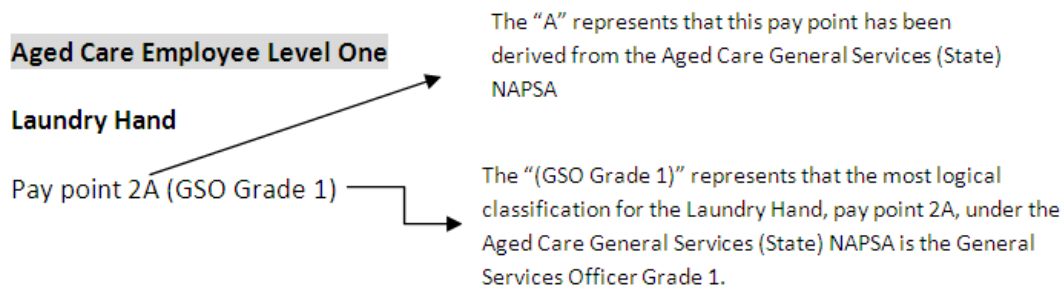 Aged Care Employee Level One
Laundry Hand
Pay point 2A (GSO Grade 1)
The “A” represents that this pay point has been
derived from the Aged Care General Services (State)
NAPSA
The “(GSO Grade 1)” represents that the most logical
classification for the Laundry Hand, pay point 2A, under the
Aged Care General Services (State) NAPSA is the General
Services Officer Grade 1.